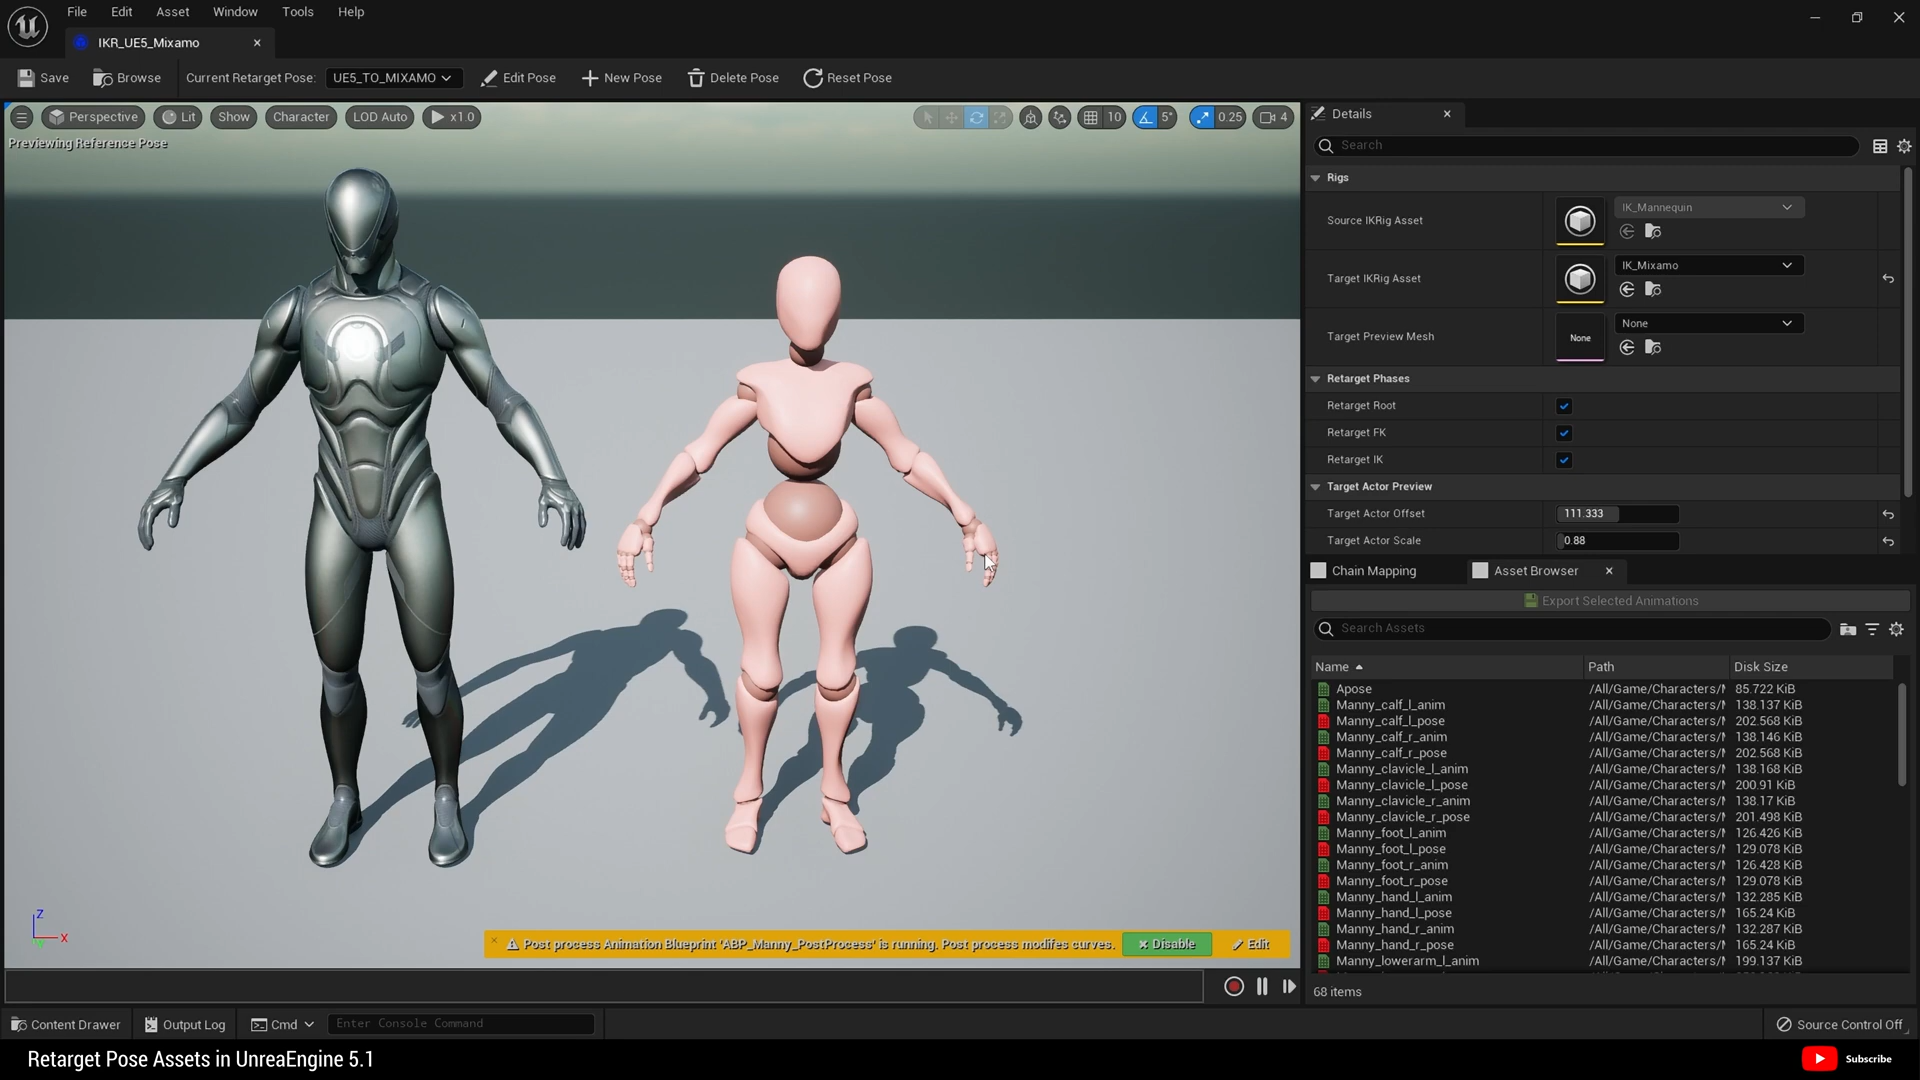 File Edit Asset Window Tools Help
IKR_UE5_Mixamo
Save Browse Current Retarget Pose: UE5_TO_MIXAMO Edit Pose New Pose Delete Pose Reset Pose
Perspective Lit Show Character LOD Auto x1.0 10 5° 0.25 4
Previewing Reference Pose
Details
Search
Rigs
Source IKRig Asset IK_Mannequin
Target IKRig Asset IK_Mixamo
Target Preview Mesh None None
Retarget Phases
Retarget Root
Retarget FK
Retarget IK
Target Actor Preview
Target Actor Offset 111.333
Target Actor Scale 0.88
Chain Mapping Asset Browser
Export Selected Animations
Search Assets
Name Path Disk Size
Apose /All/Game/Characters/M 85.722 KiB
Manny_calf_l_anim /All/Game/Characters/M 138.137 KiB
Manny_calf_l_pose /All/Game/Characters/M 202.568 KiB
Manny_calf_r_anim /All/Game/Characters/M 138.146 KiB
Manny_calf_r_pose /All/Game/Characters/M 202.568 KiB
Manny_clavicle_l_anim /All/Game/Characters/M 138.168 KiB
Manny_clavicle_l_pose /All/Game/Characters/M 200.91 KiB
Manny_clavicle_r_anim /All/Game/Characters/M 138.17 KiB
Manny_clavicle_r_pose /All/Game/Characters/M 201.498 KiB
Manny_foot_l_anim /All/Game/Characters/M 126.426 KiB
Manny_foot_l_pose /All/Game/Characters/M 129.078 KiB
Manny_foot_r_anim /All/Game/Characters/M 126.428 KiB
Manny_foot_r_pose /All/Game/Characters/M 129.078 KiB
Manny_hand_l_anim /All/Game/Characters/M 132.285 KiB
Manny_hand_l_pose /All/Game/Characters/M 165.24 KiB
Manny_hand_r_anim /All/Game/Characters/M 132.287 KiB
Manny_hand_r_pose /All/Game/Characters/M 165.24 KiB
Manny_lowerarm_l_anim /All/Game/Characters/M 199.137 KiB
68 items
Z
X
Post process Animation Blueprint 'ABP_Manny_PostProcess' is running. Post process modifes curves. Disable Edit
Content Drawer Output Log Cmd Enter Console Command Source Control Off
Retarget Pose Assets in UnreaEngine 5.1
Subscribe